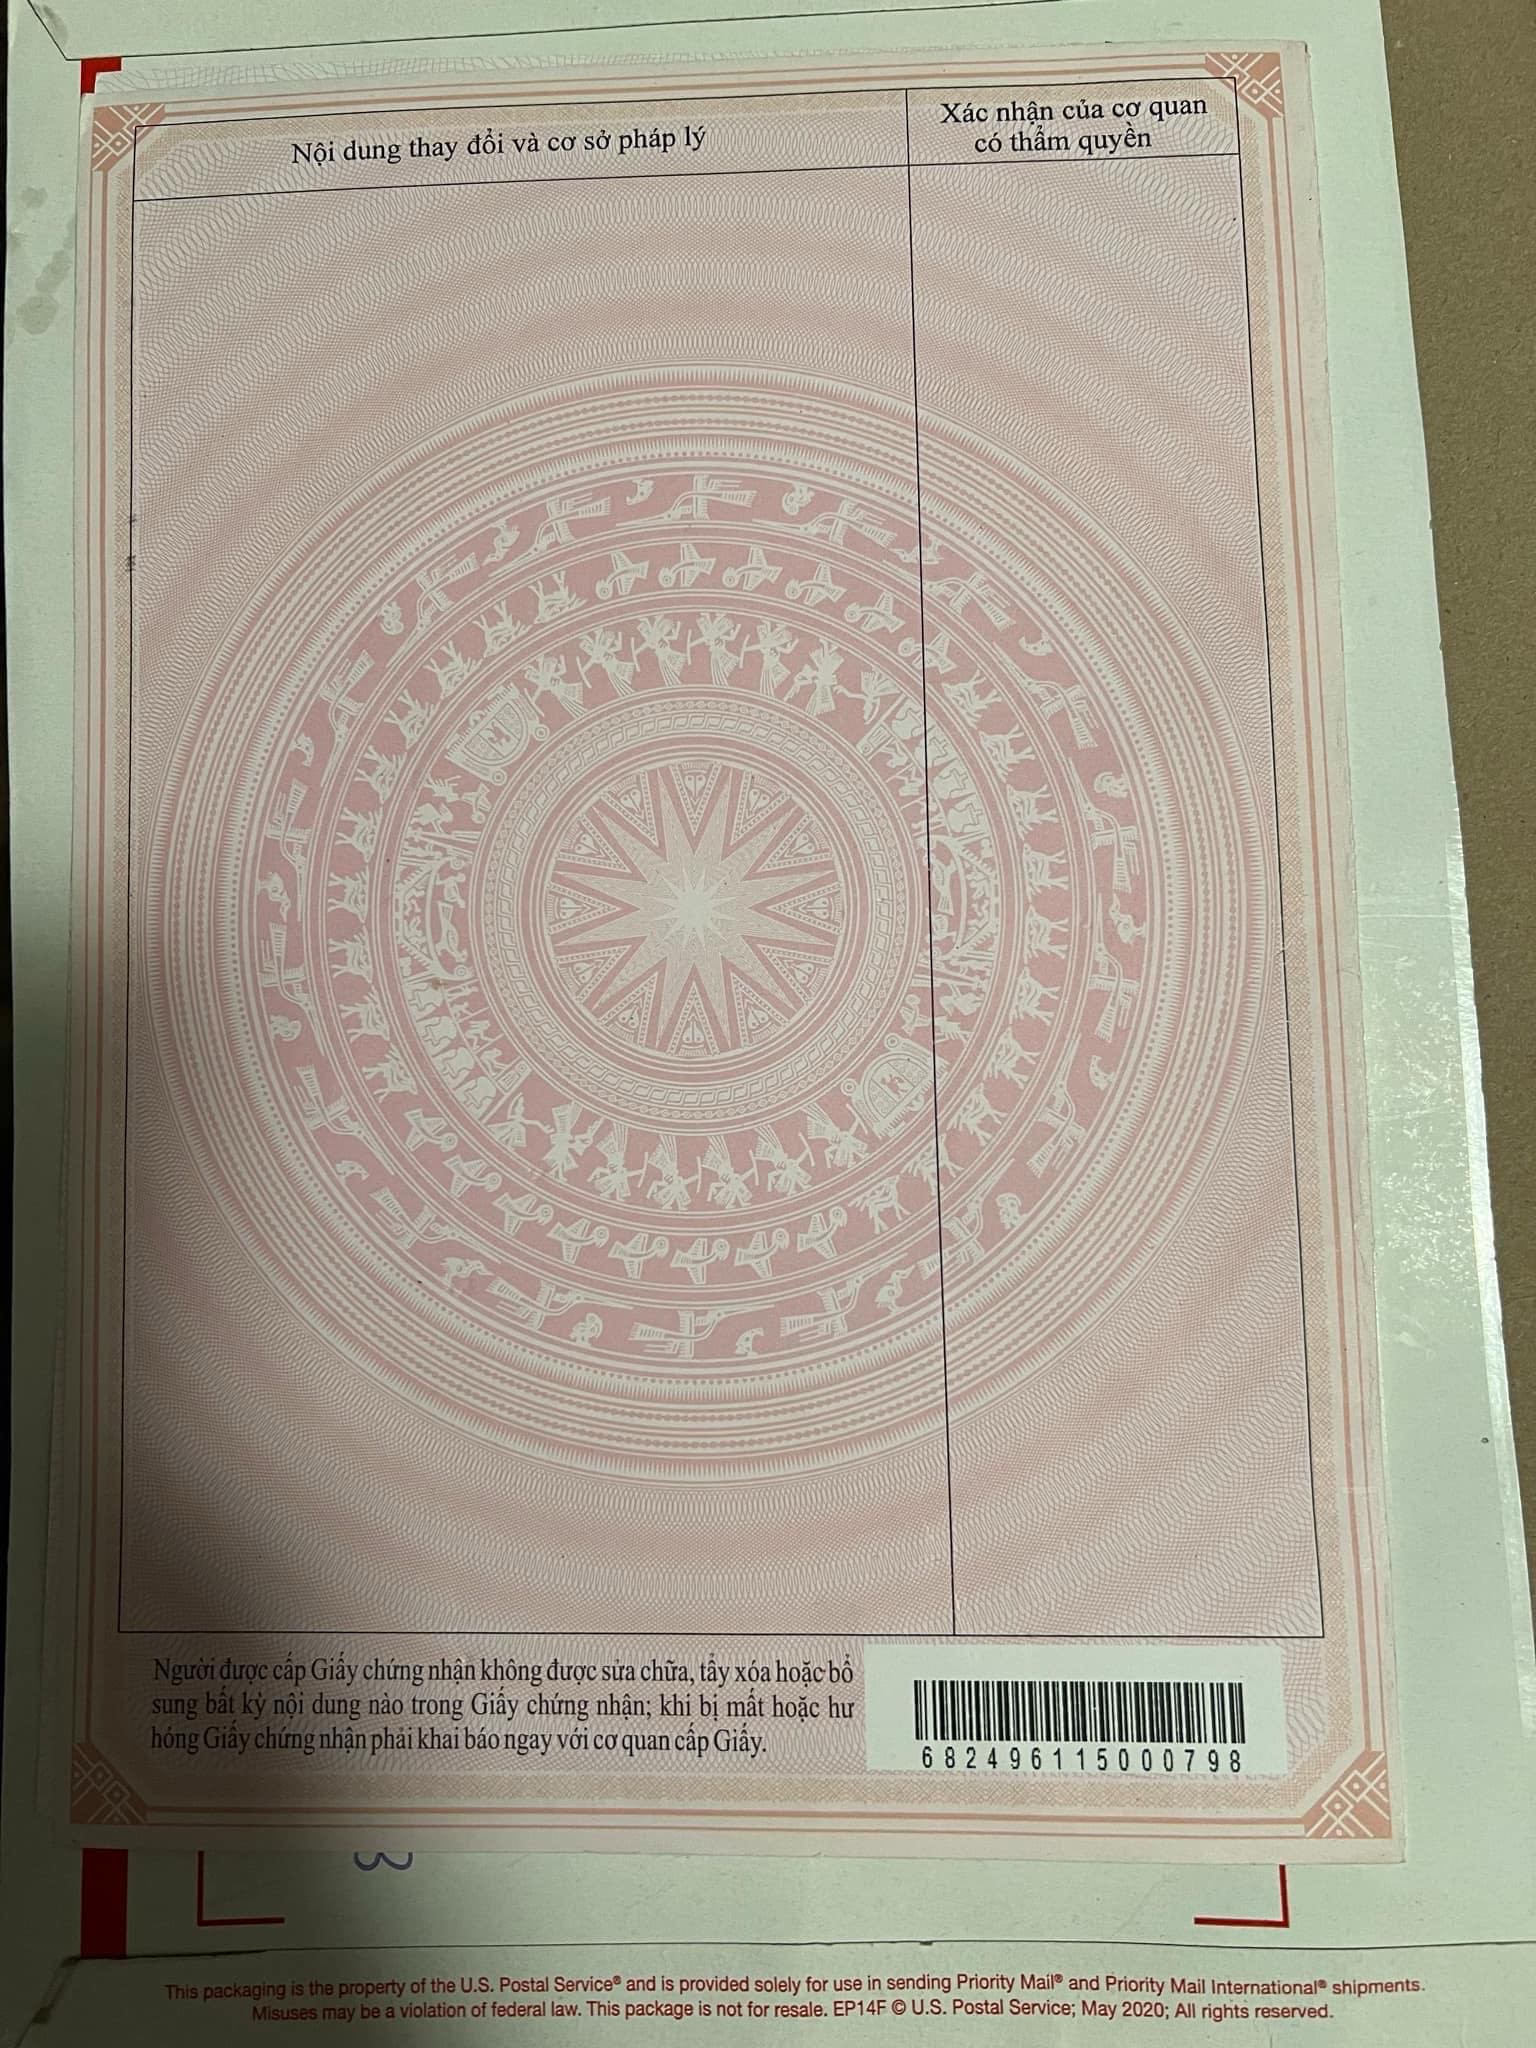 Nội dung thay đổi và cơ sở pháp lý
Xác nhận của cơ quan
có thẩm quyền
Người được cấp Giấy chứng nhận không được sửa chữa, tẩy xóa hoặc bổ
sung bất kỳ nội dung nào trong Giấy chứng nhận; khi bị mất hoặc hư
hỏng Giấy chứng nhận phải khai báo ngay với cơ quan cấp Giấy.
682496115000798
This packaging is the property of the U.S. Postal Service® and is provided solely for use in sending Priority Mail® and Priority Mail International® shipments.
Misuses may be a violation of federal law. This package is not for resale. EP14F © U.S. Postal Service; May 2020; All rights reserved.